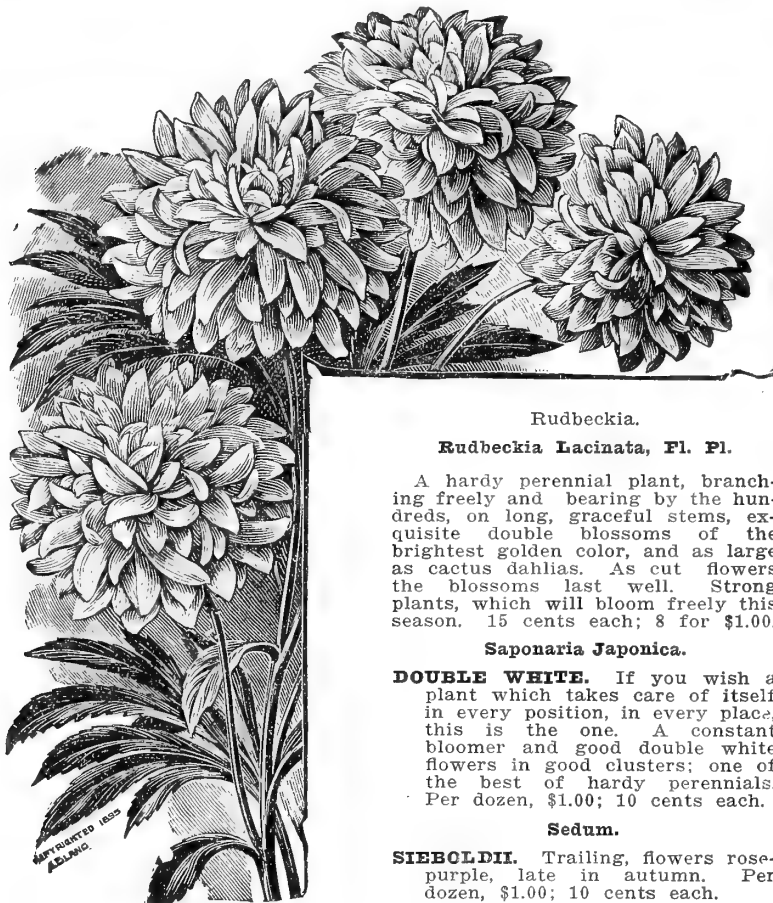 Rudbeckia.
Rudbeckia Lacinata, Fl. Pl.
A hardy perennial plant, branch-
ing freely and bearing by the hun-
dreds, on long, graceful stems, ex-
quisite double blossoms of the
brightest golden color, and as large
as cactus dahlias. As cut flowers
the blossoms last well. Strong
plants, which will bloom freely this
season. 15 cents each; 8 for $1.00.
Saponaria Japonica.
DOUBLE WHITE. If you wish a
plant which takes care of itself
in every position, in every place,
this is the one. A constant
bloomer and good double white
flowers in good clusters; one of
the best of hardy perennials.
Per dozen, $1.00; 10 cents each.
Sedum.
SIEBOLDII. Trailing, flowers rose-
purple, late in autumn. Per
dozen, $1.00; 10 cents each.
A.BLANC